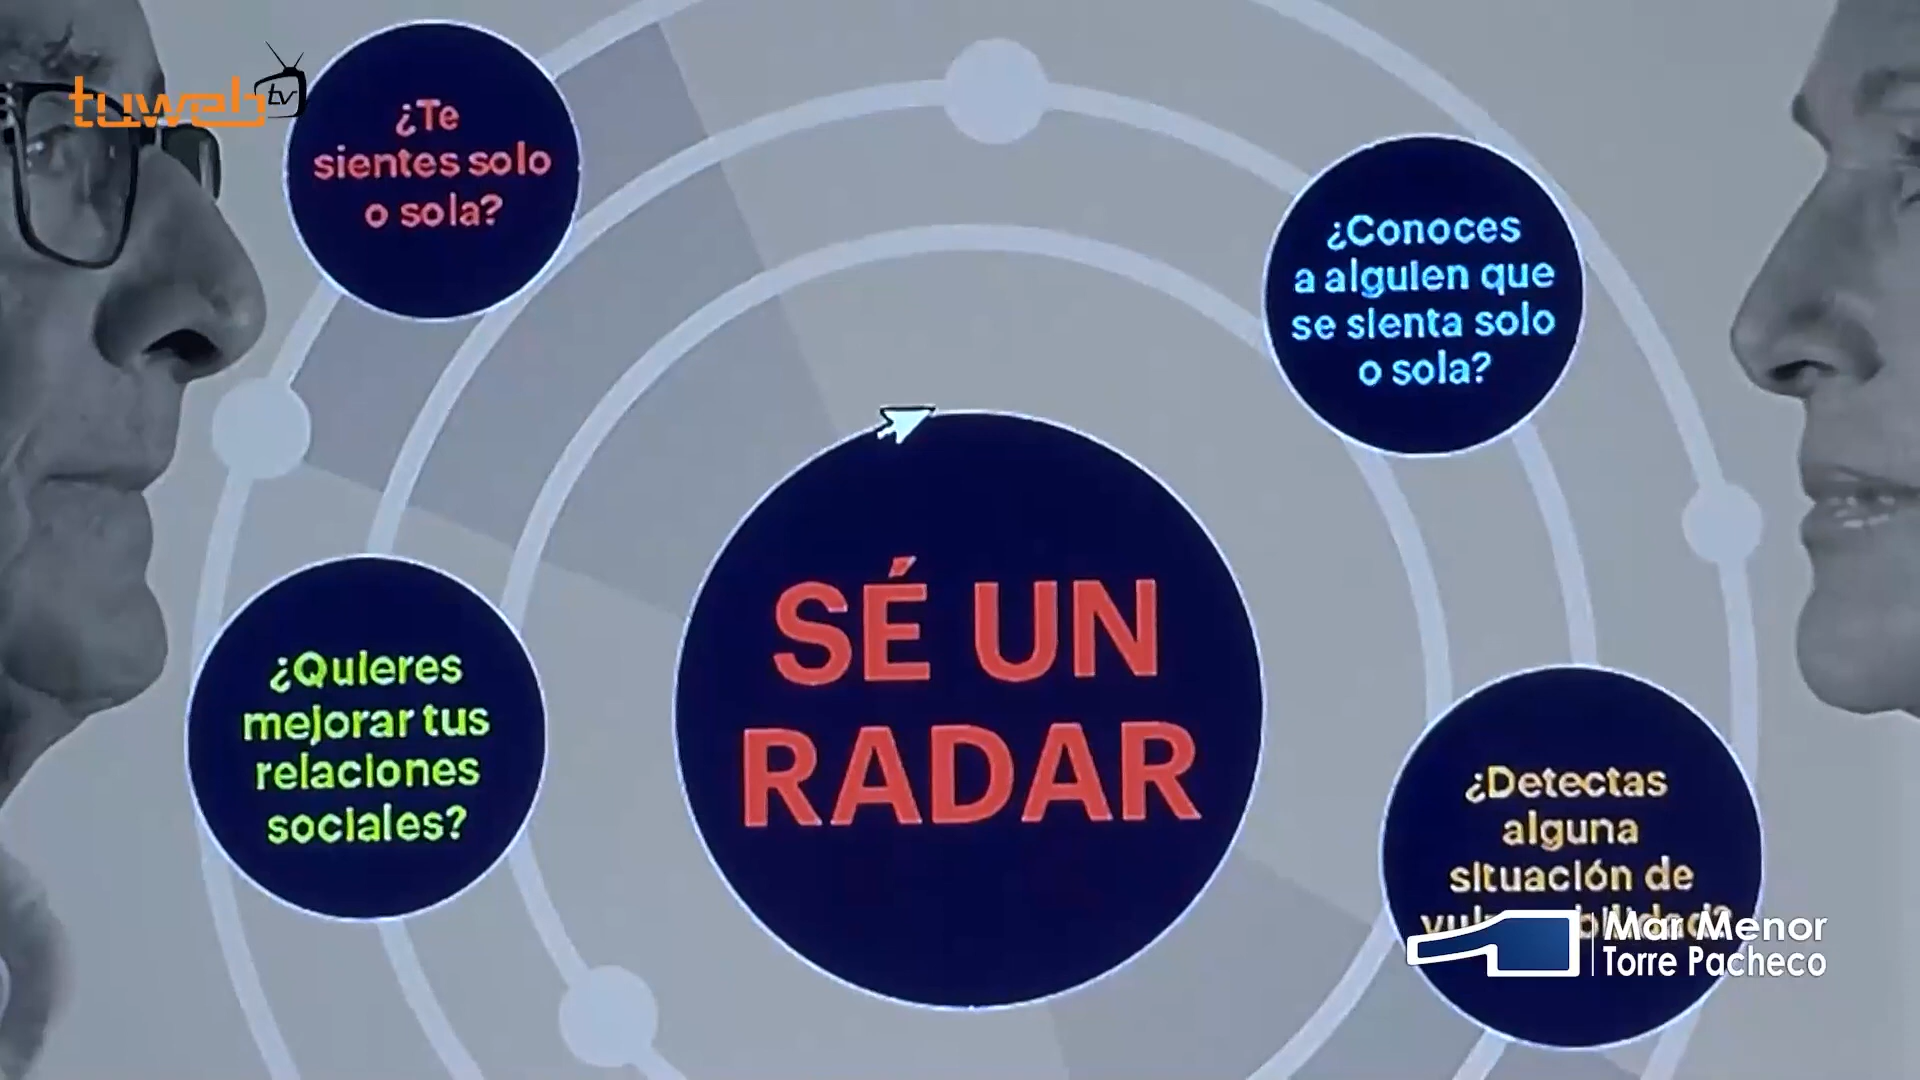 tuweb tv
¿Te
sientes solo
o sola?
¿Conoces
a alguien que
se sienta solo
o sola?
SÉ UN
RADAR
¿Quieres
mejorar tus
relaciones
sociales?
¿Detectas
alguna
situación de
Mar Menor
Torre Pacheco